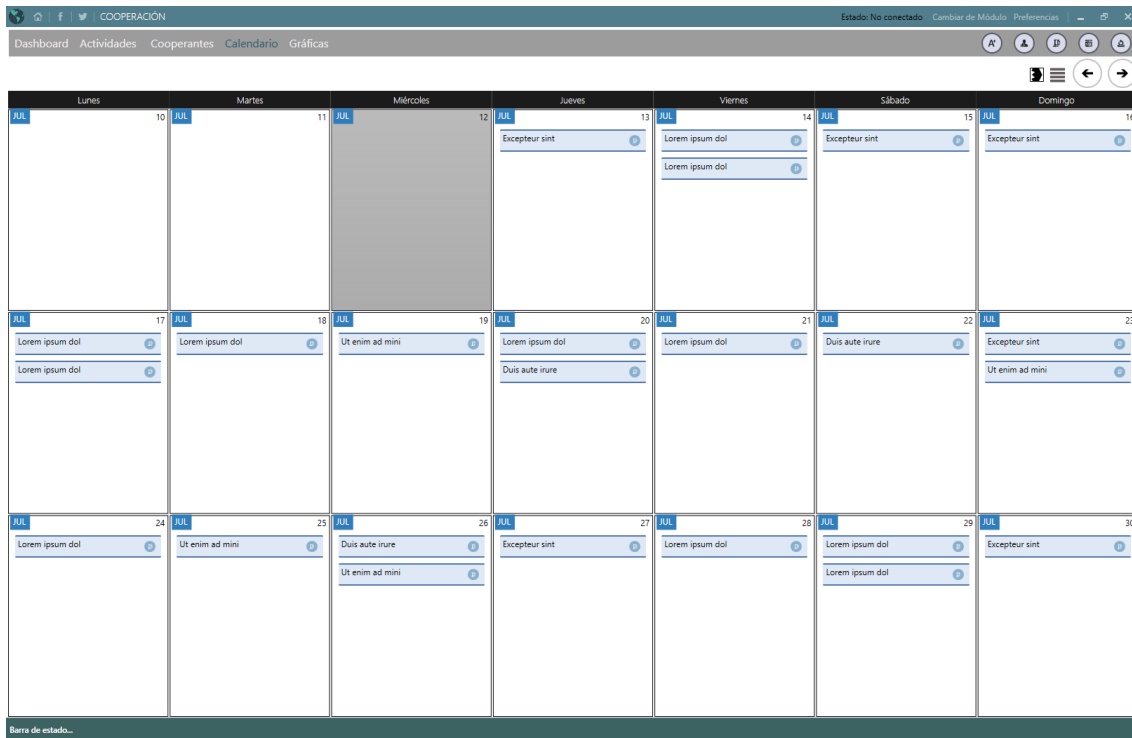 COOPERACIÓN Estado: No conectado Cambiar de Módulo Preferencias
Dashboard Actividades Cooperantes Calendario Gráficas
Lunes Martes Miércoles Jueves Viernes Sábado Domingo
JUL 10 JUL 11 JUL 12 JUL 13 JUL 14 JUL 15 JUL 16
Excepteur sint Lorem ipsum dol Excepteur sint Excepteur sint
Lorem ipsum dol
JUL 17 JUL 18 JUL 19 JUL 20 JUL 21 JUL 22 JUL 23
Lorem ipsum dol Lorem ipsum dol Ut enim ad mini Lorem ipsum dol Lorem ipsum dol Duis aute irure Excepteur sint
Lorem ipsum dol Duis aute irure Ut enim ad mini
JUL 24 JUL 25 JUL 26 JUL 27 JUL 28 JUL 29 JUL 30
Lorem ipsum dol Ut enim ad mini Duis aute irure Excepteur sint Lorem ipsum dol Lorem ipsum dol Excepteur sint
Ut enim ad mini Lorem ipsum dol
Barra de estado...